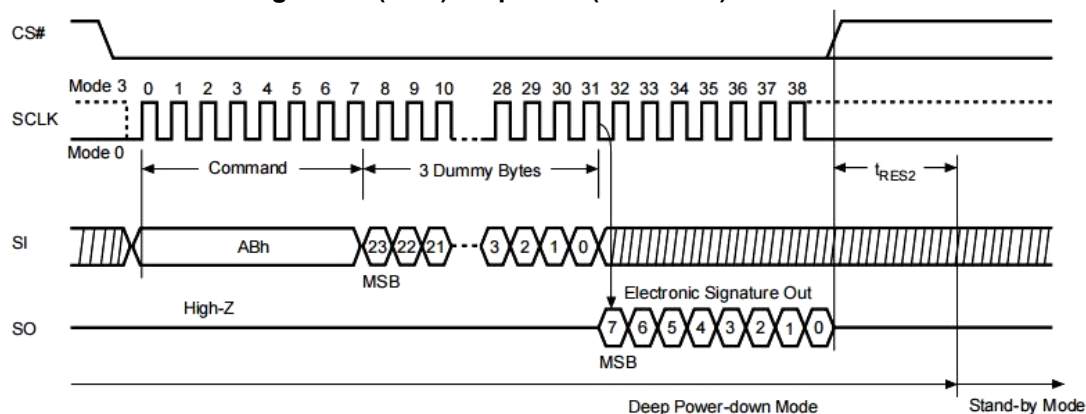 CS#
Mode 3 0 1 2 3 4 5 6 7 8 9 10 28 29 30 31 32 33 34 35 36 37 38
SCLK
Mode 0
Command 3 Dummy Bytes tRES2
SI ABh 23 22 21 3 2 1 0
MSB
High-Z Electronic Signature Out
SO 7 6 5 4 3 2 1 0
MSB
Deep Power-down Mode Stand-by Mode